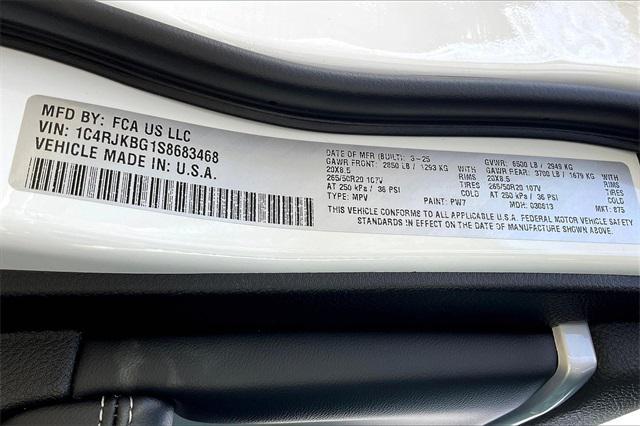 MFD BY: FCA US LLC
VIN: 1C4RJKBG1S8683468
VEHICLE MADE IN: U.S.A.
DATE OF MFR (BUILT): 3-25
GAWR FRONT: 2850 LB / 1293 KG WITH
20X8.5 RIMS
265/50R20 107V TIRES
AT 250 kPa / 36 PSI COLD
TYPE: MPV PAINT: PW7
GVWR: 6500 LB / 2949 KG
GAWR REAR: 3700 LB / 1679 KG WITH
20X8.5 RIMS
265/50R20 107V TIRES
AT 250 kPa / 36 PSI COLD
MDH: 030613 MKT: 875
THIS VEHICLE CONFORMS TO ALL APPLICABLE U.S.A. FEDERAL MOTOR VEHICLE SAFETY
STANDARDS IN EFFECT ON THE DATE OF MANUFACTURE SHOWN ABOVE.